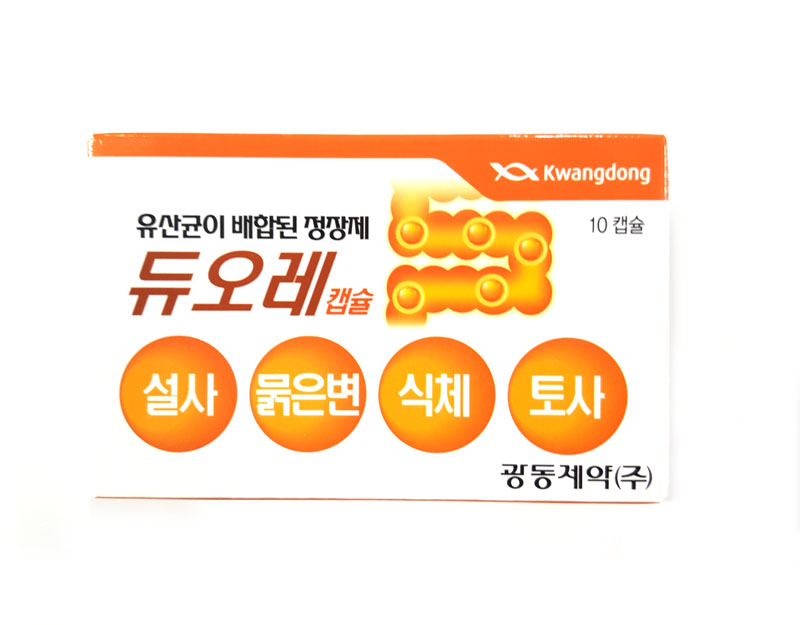 Kwangdong
유산균이 배합된 정장제
10 캡슐
듀오레캡슐
설사 묽은변 식체 토사
광동제약(주)